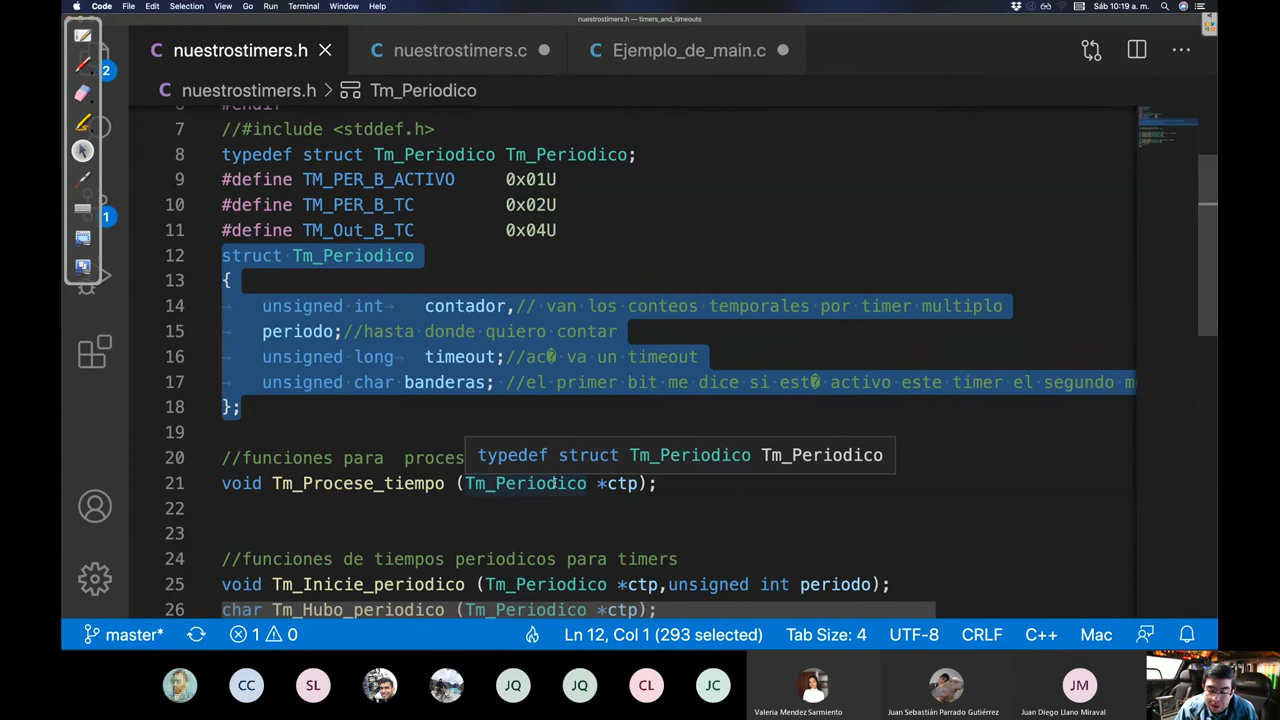 Code File Edit Selection View Go Run Terminal Window Help
Sáb 10:19 a. m.
nuestrostimers.h — timers_and_timeouts
nuestrostimers.h
nuestrostimers.c
Ejemplo_de_main.c
nuestrostimers.h > Tm_Periodico
2
1
6 #endif
7 //#include <stddef.h>
8 typedef struct Tm_Periodico Tm_Periodico;
9 #define TM_PER_B_ACTIVO 0x01U
10 #define TM_PER_B_TC 0x02U
11 #define TM_Out_B_TC 0x04U
12 struct Tm_Periodico
13 {
14 unsigned int contador,// van los conteos temporales por timer multiplo
15 periodo;//hasta donde quiero contar
16 unsigned long timeout;//ac� va un timeout
17 unsigned char banderas; //el primer bit me dice si est� activo este timer el segundo m
18 };
19
20 //funciones para proces
typedef struct Tm_Periodico Tm_Periodico
21 void Tm_Procese_tiempo (Tm_Periodico *ctp);
22
23
24 //funciones de tiempos periodicos para timers
25 void Tm_Inicie_periodico (Tm_Periodico *ctp,unsigned int periodo);
26 char Tm_Hubo_periodico (Tm_Periodico *ctp);
master* 1 0 Ln 12, Col 1 (293 selected) Tab Size: 4 UTF-8 CRLF C++ Mac
CC SL JQ JQ CL JC JM
Valeria Mendez Sarmiento Juan Sebastián Parrado Gutiérrez Juan Diego Llano Miraval